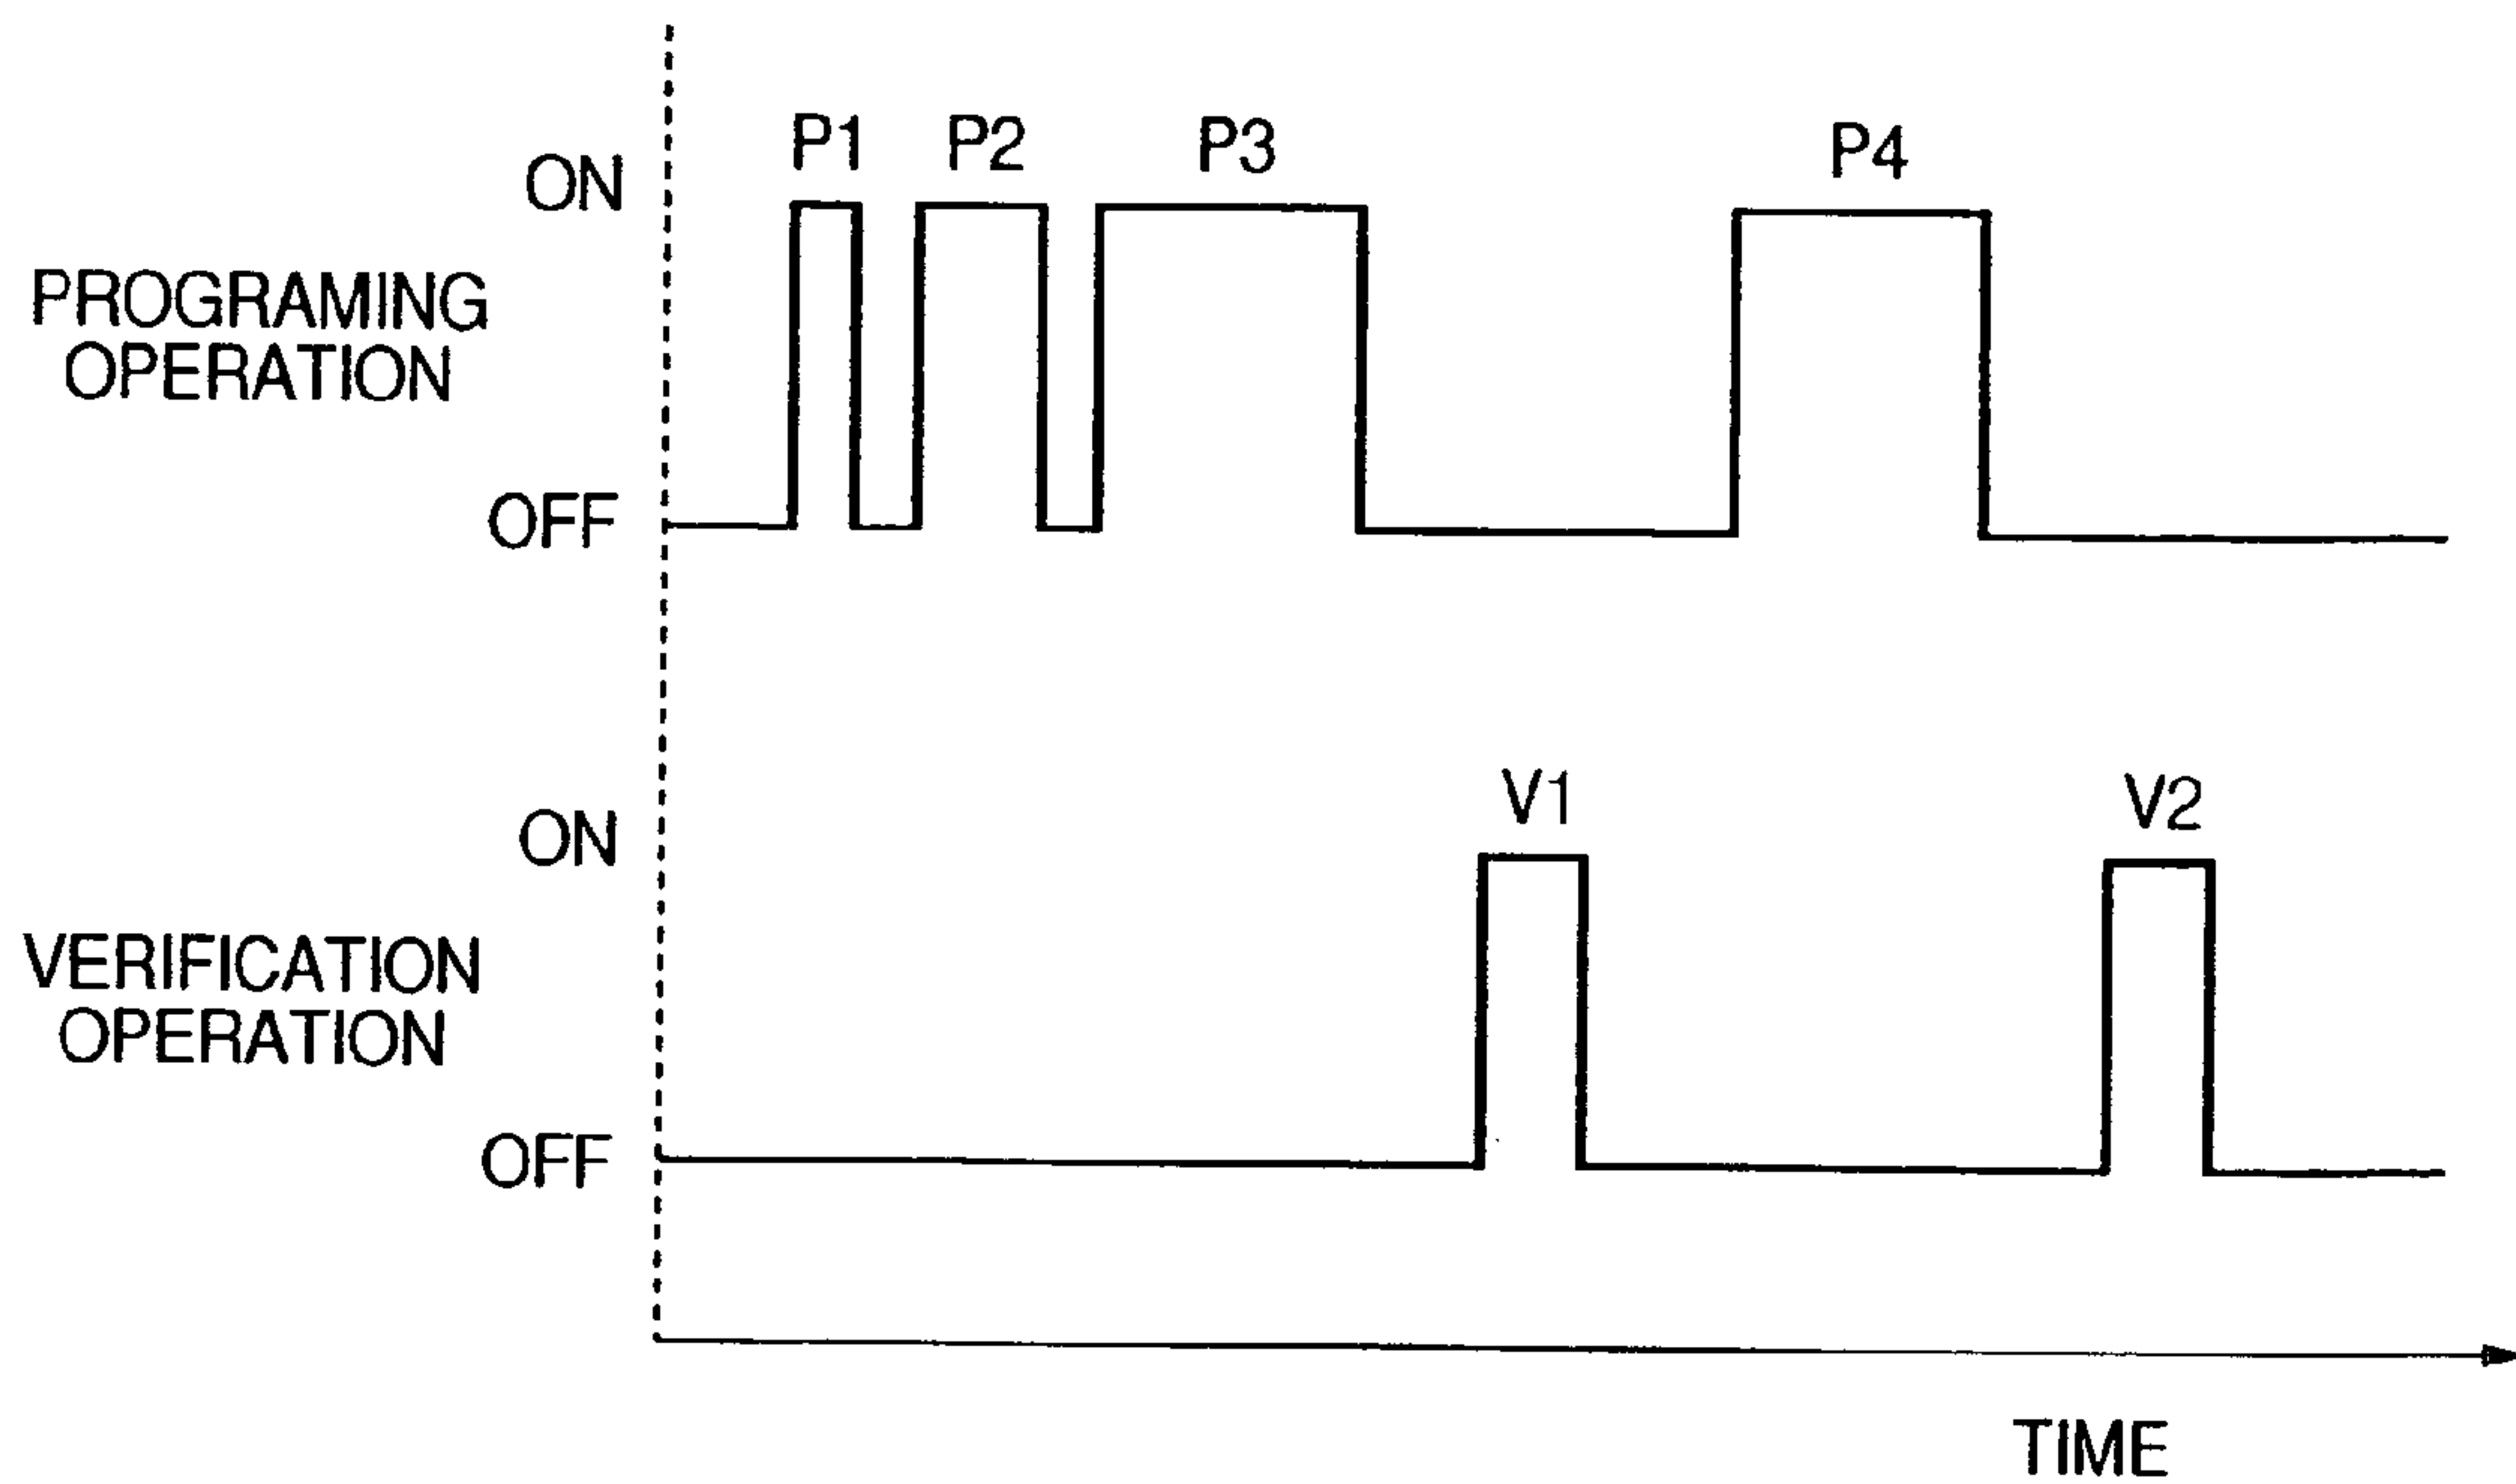 P1 P2 P3 P4
ON
PROGRAMING
OPERATION
OFF
V1 V2
ON
VERIFICATION
OPERATION
OFF
TIME